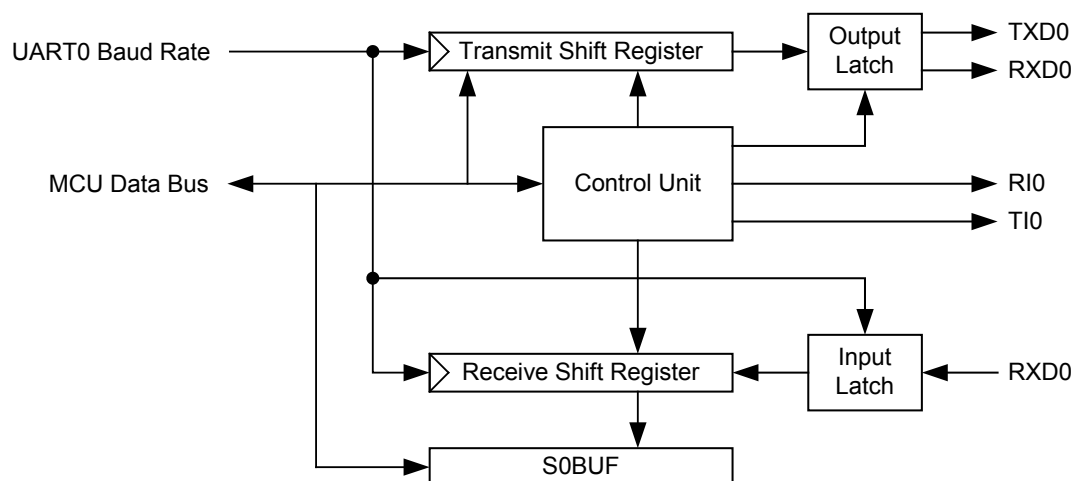 UART0 Baud Rate
Transmit Shift Register
Output
Latch
TXD0
RXD0
MCU Data Bus
Control Unit
RI0
TI0
Receive Shift Register
Input
Latch
RXD0
S0BUF